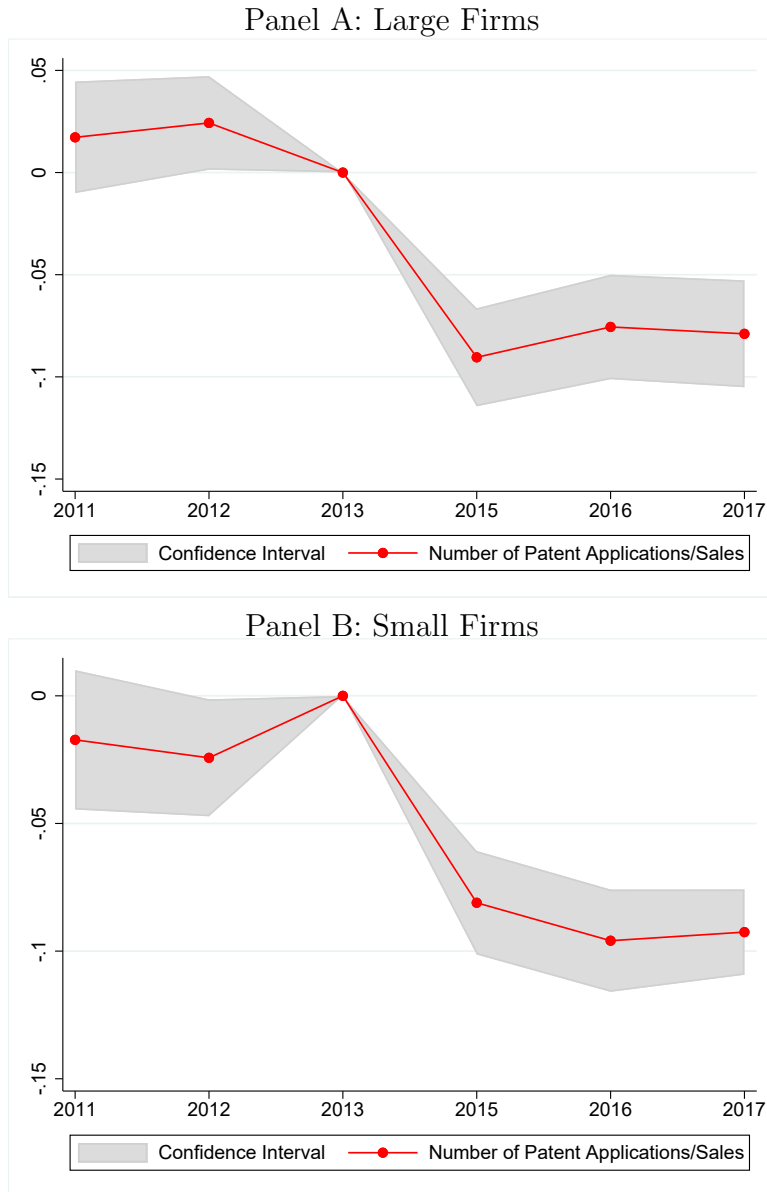 Panel A: Large Firms
.05
0
-.05
-.1
-.15
2011 2012 2013 2015 2016 2017
Confidence Interval Number of Patent Applications/Sales
Panel B: Small Firms
0
-.05
-.1
-.15
2011 2012 2013 2015 2016 2017
Confidence Interval Number of Patent Applications/Sales